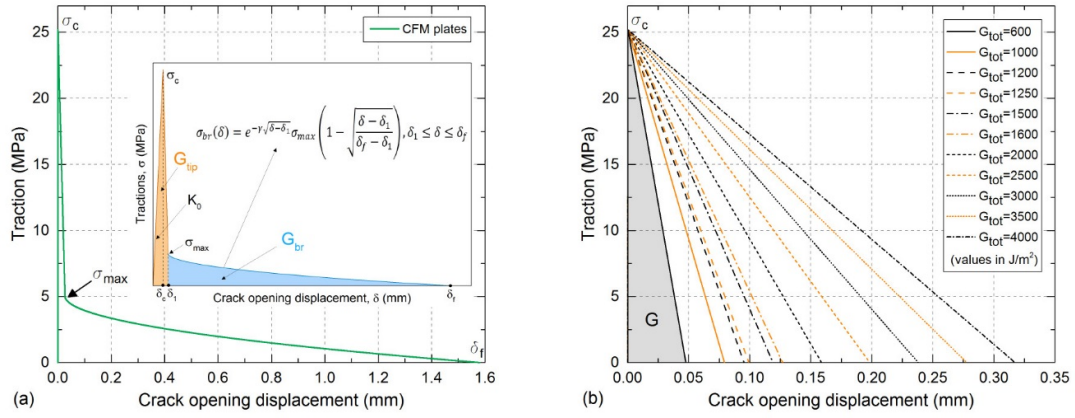 σc
CFM plates
σc
σbr(δ) = e^−γ√(δ−δ1) σmax (1 − √((δ − δ1)/(δf − δ1))), δ1 ≤ δ ≤ δf
Gtip
K0
σmax
Gbr
Tractions, σ (MPa)
δc δ1 δf
Crack opening displacement, δ (mm)
σmax
δf
25
20
15
10
5
0
Traction (MPa)
0.0 0.2 0.4 0.6 0.8 1.0 1.2 1.4 1.6
(a) Crack opening displacement (mm)
σc
Gtot=600
Gtot=1000
Gtot=1200
Gtot=1250
Gtot=1500
Gtot=1600
Gtot=2000
Gtot=2500
Gtot=3000
Gtot=3500
Gtot=4000
(values in J/m²)
G
25
20
15
10
5
0
Traction (MPa)
0.00 0.05 0.10 0.15 0.20 0.25 0.30 0.35
(b) Crack opening displacement (mm)